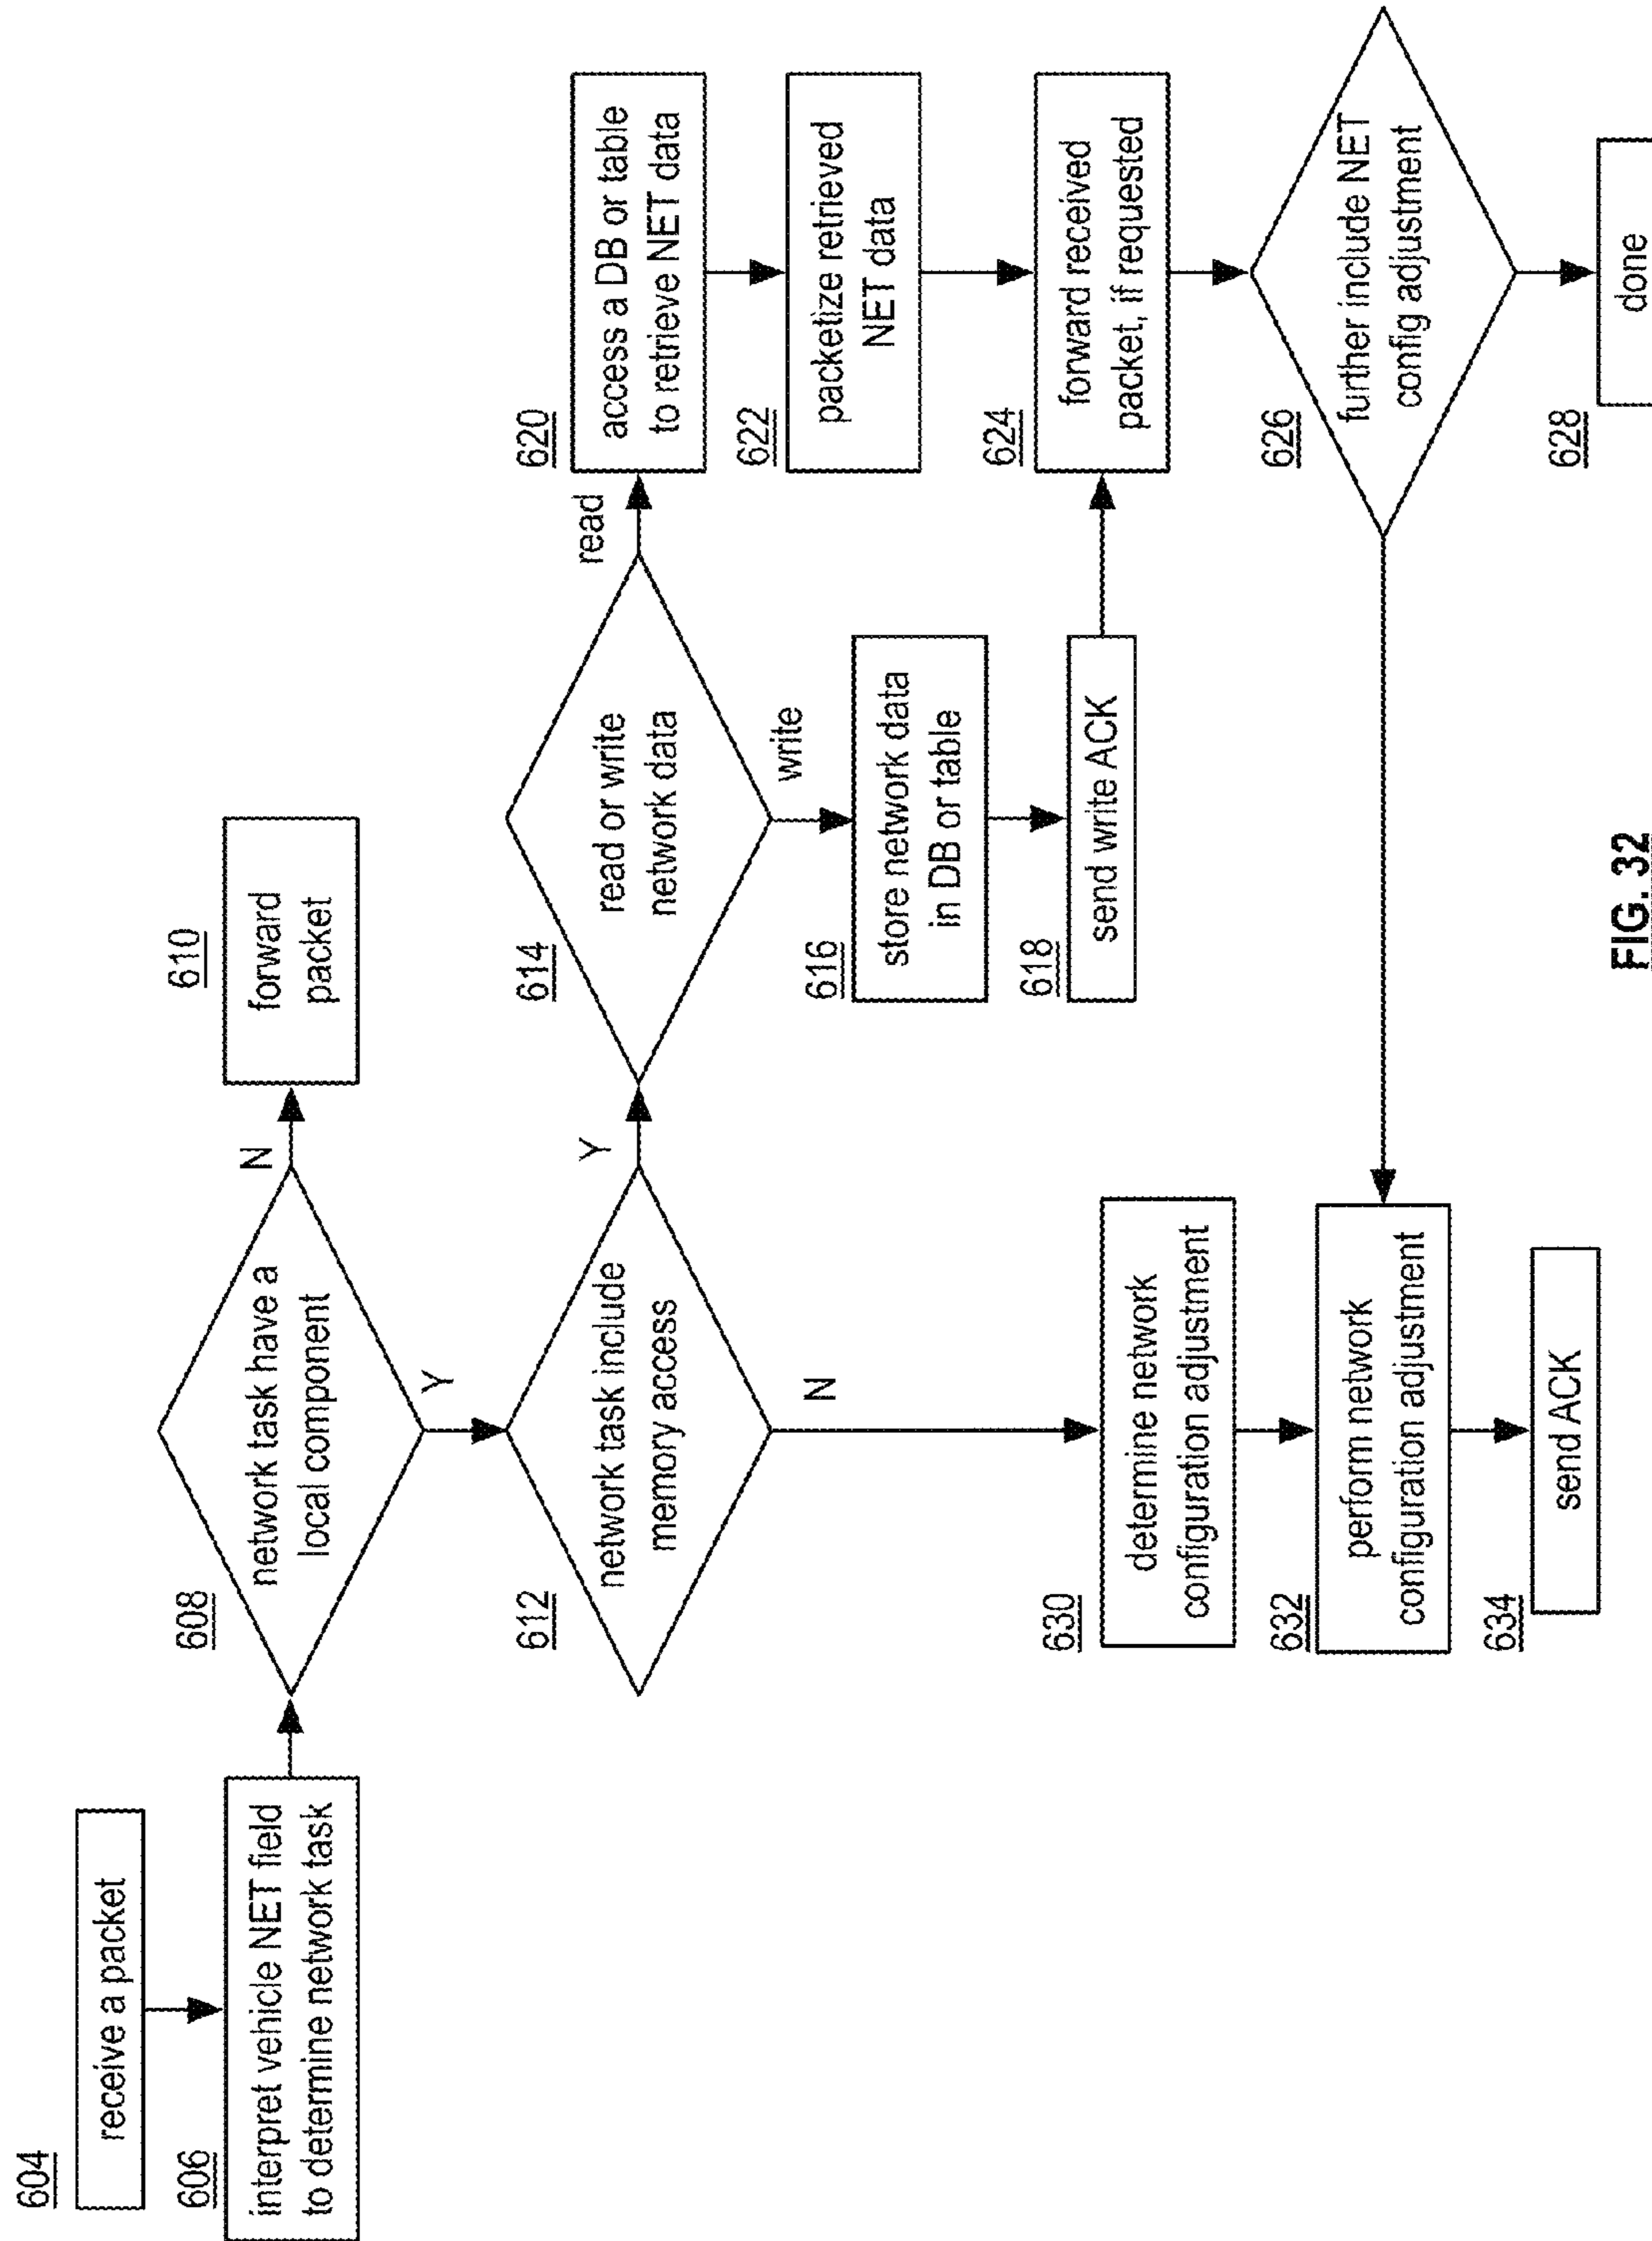 604
receive a packet
606
interpret vehicle NET field
to determine network task
608
network task have a
local component
N
610
forward
packet
Y
612
network task include
memory access
Y
614
read or write
network data
read
620
access a DB or table
to retrieve NET data
622
packetize retrieved
NET data
write
616
store network data
in DB or table
618
send write ACK
624
forward received
packet, if requested
N
626
further include NET
config adjustment
628
done
630
determine network
configuration adjustment
632
perform network
configuration adjustment
634
send ACK
FIG. 32